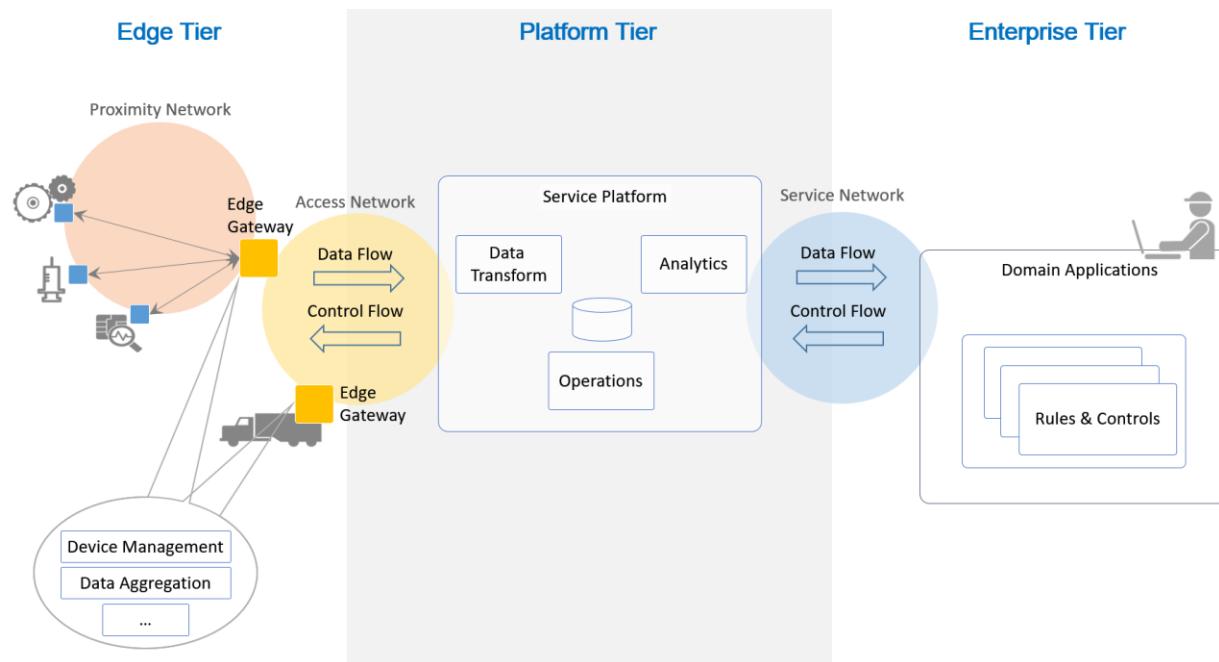 Edge Tier
Platform Tier
Enterprise Tier
Proximity Network
Edge
Gateway
Access Network
Data Flow
Control Flow
Edge
Gateway
Device Management
Data Aggregation
...
Service Platform
Data
Transform
Analytics
Operations
Service Network
Data Flow
Control Flow
Domain Applications
Rules & Controls